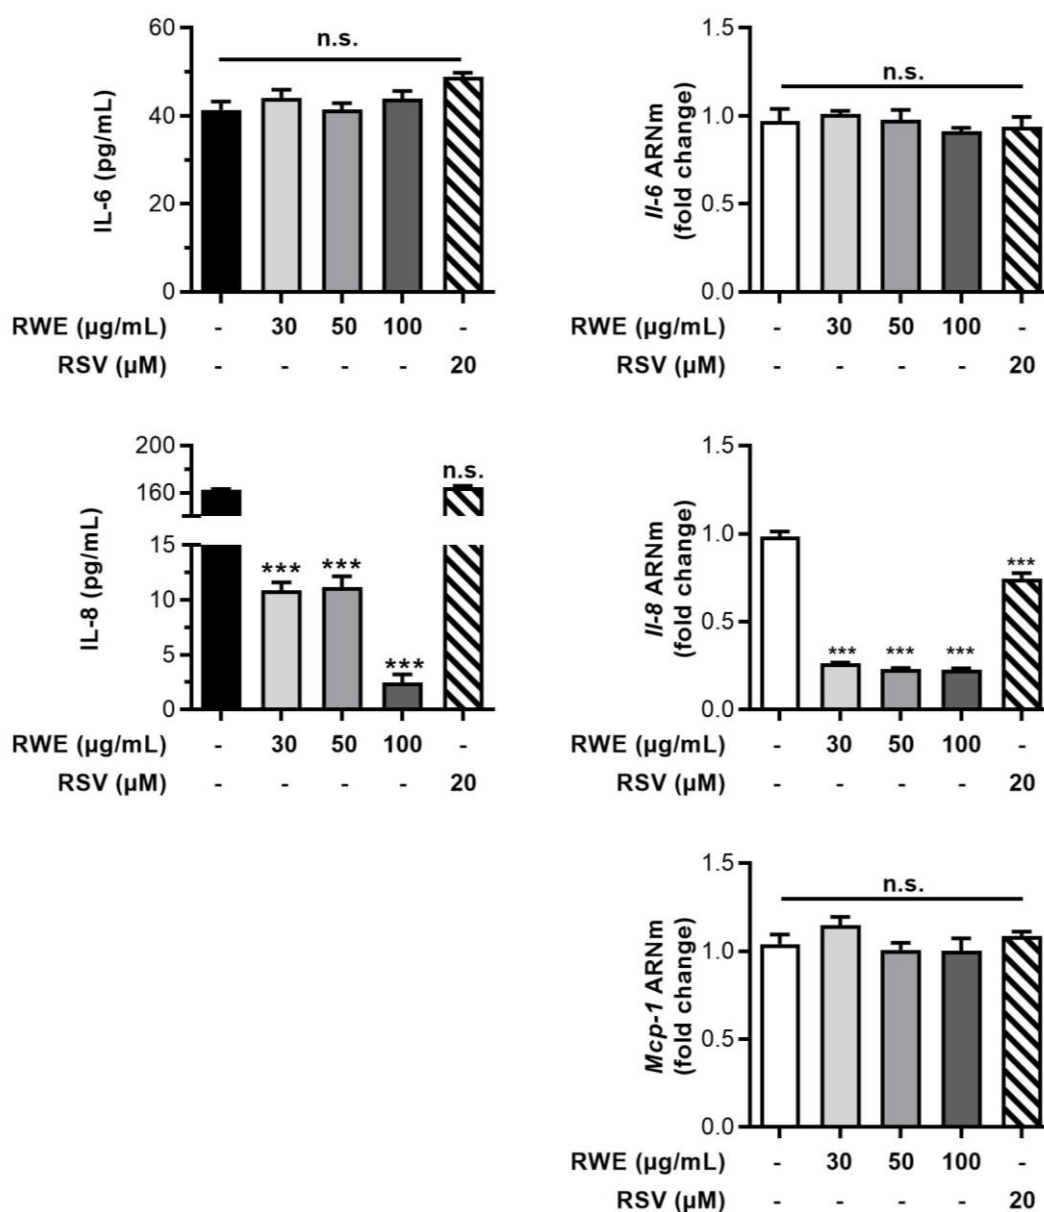 IL-6 (pg/mL)
60
40
20
0
n.s.
RWE (µg/mL) - 30 50 100 -
RSV (µM) - - - - 20
Il-6 ARNm
(fold change)
1.5
1.0
0.5
0.0
n.s.
RWE (µg/mL) - 30 50 100 -
RSV (µM) - - - - 20
IL-8 (pg/mL)
200
160
15
10
5
0
*** *** *** n.s.
RWE (µg/mL) - 30 50 100 -
RSV (µM) - - - - 20
Il-8 ARNm
(fold change)
1.5
1.0
0.5
0.0
*** *** *** ***
RWE (µg/mL) - 30 50 100 -
RSV (µM) - - - - 20
Mcp-1 ARNm
(fold change)
1.5
1.0
0.5
0.0
n.s.
RWE (µg/mL) - 30 50 100 -
RSV (µM) - - - - 20